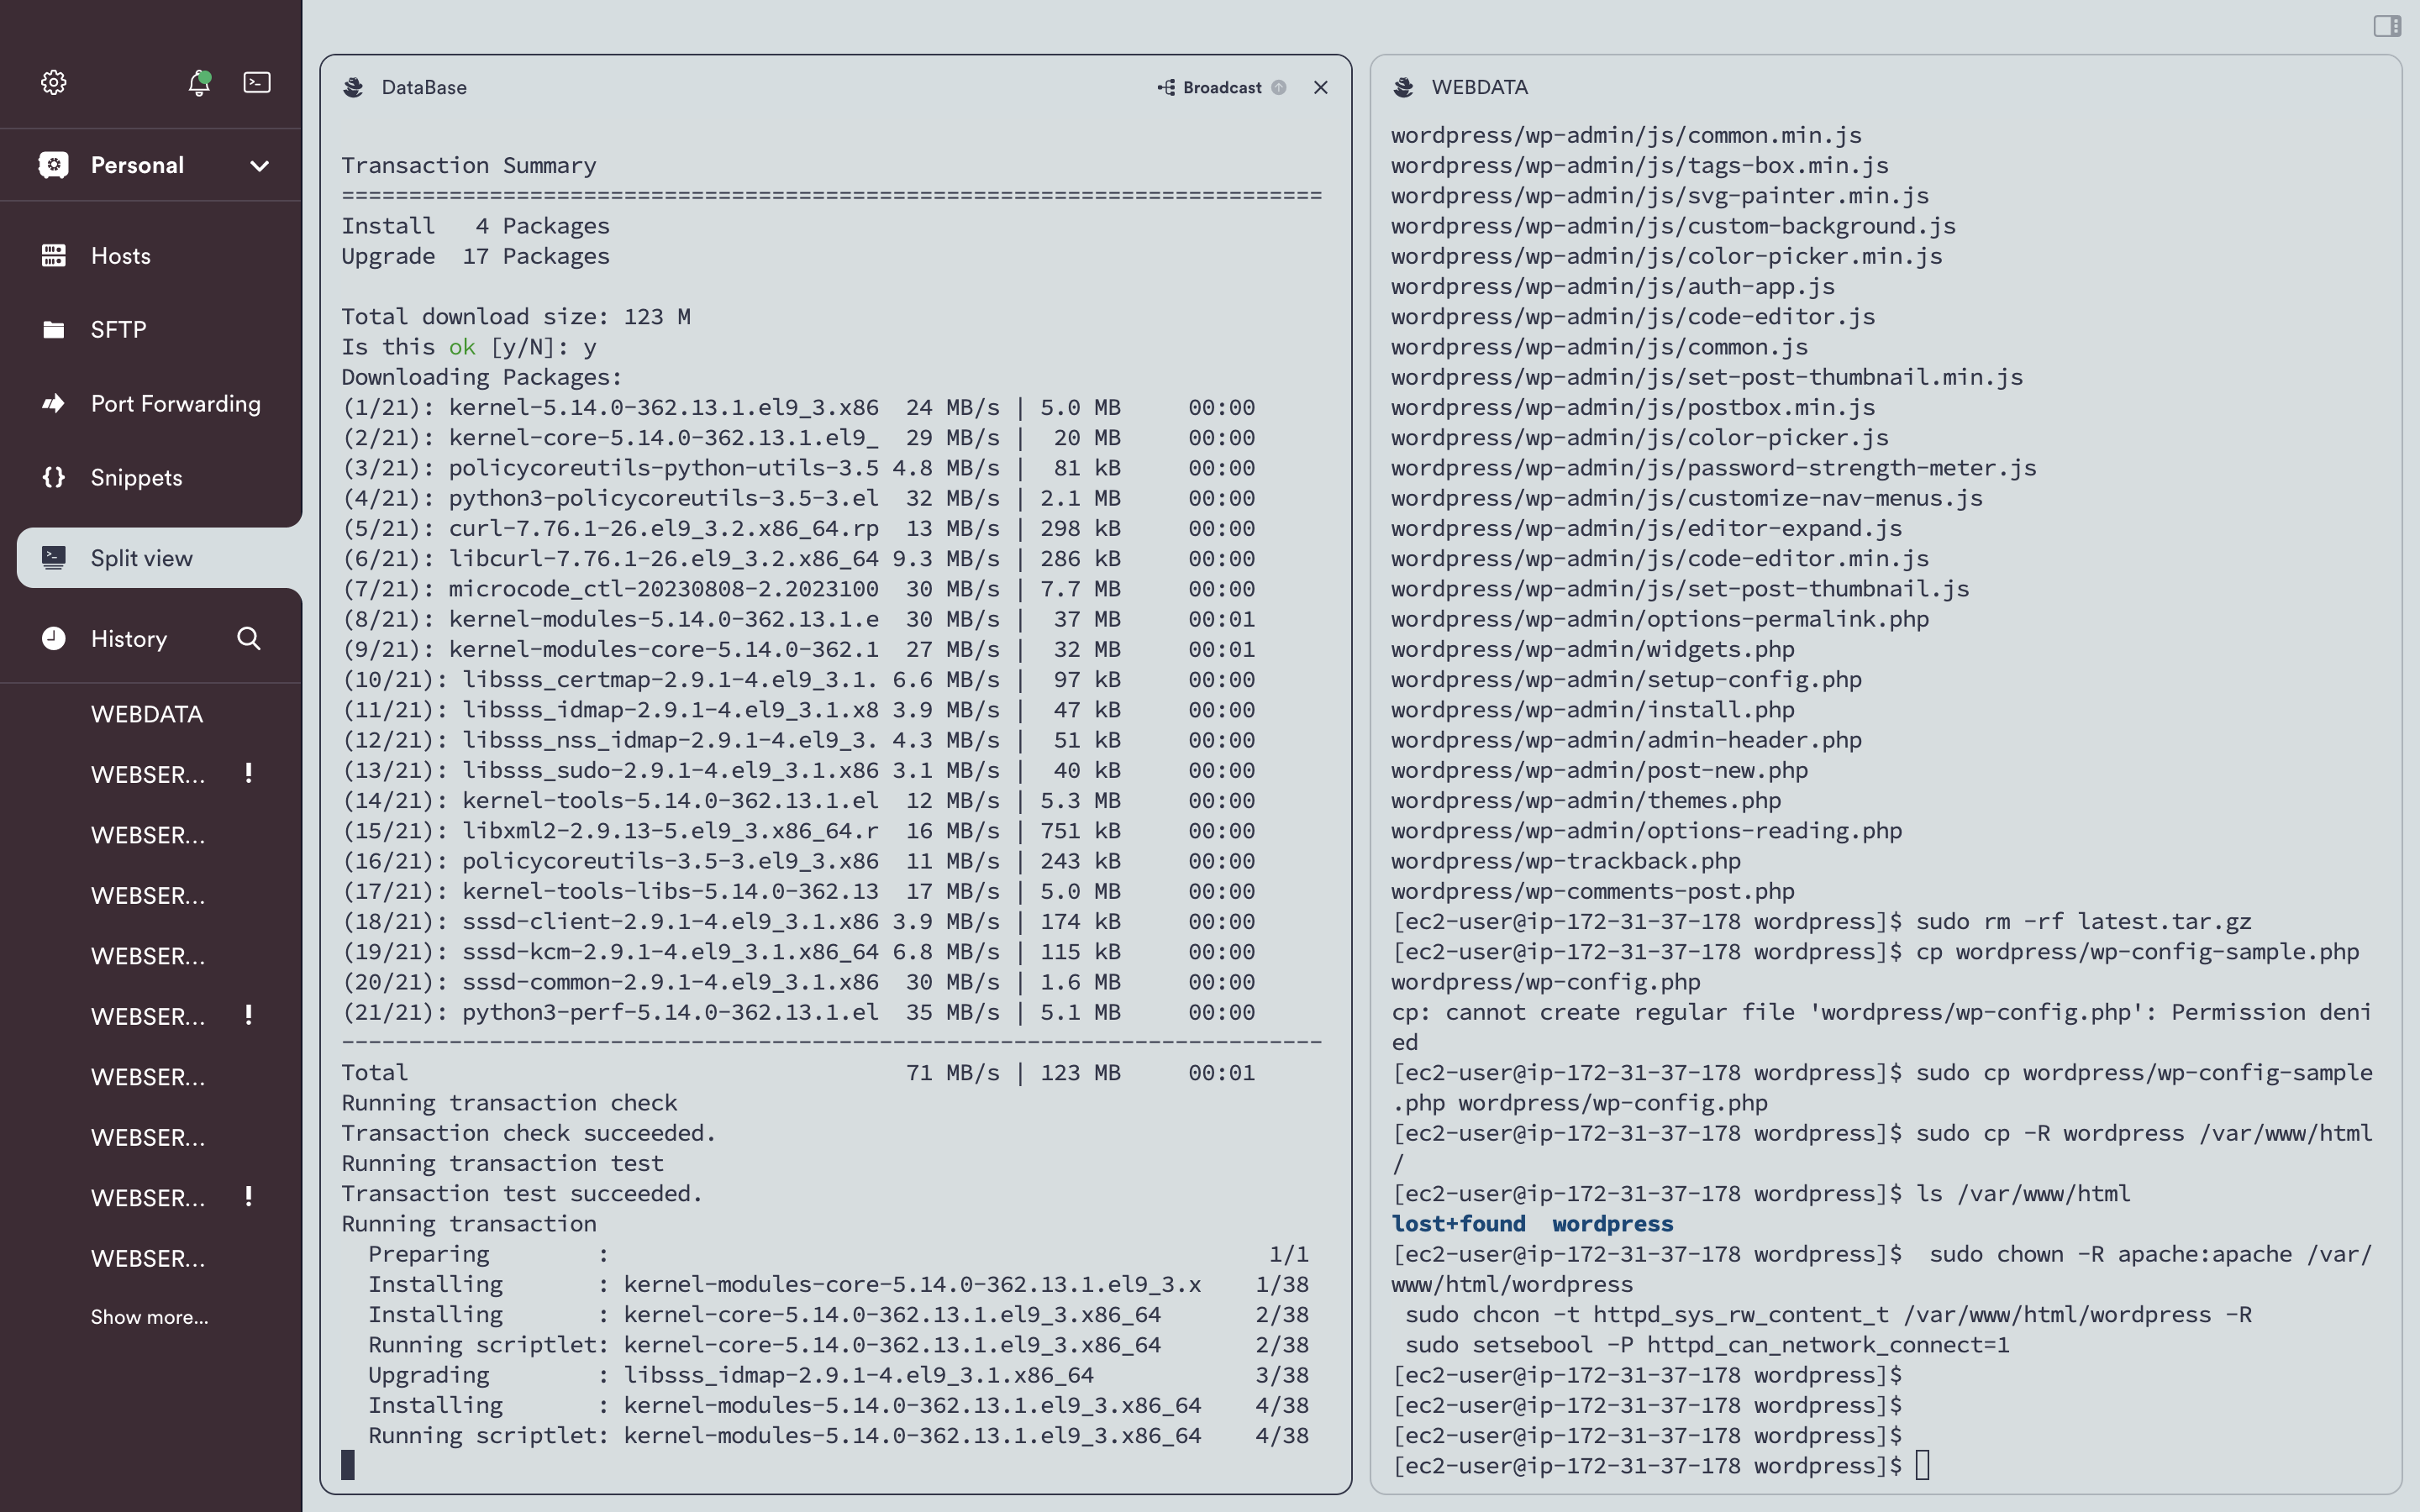 Personal
Hosts
SFTP
Port Forwarding
Snippets
Split view
History
WEBDATA
WEBSER... !
WEBSER...
WEBSER...
WEBSER...
WEBSER... !
WEBSER...
WEBSER...
WEBSER... !
WEBSER...
Show more...
DataBase
Broadcast
Transaction Summary
=========================================================================
Install   4 Packages
Upgrade  17 Packages
Total download size: 123 M
Is this ok [y/N]: y
Downloading Packages:
(1/21): kernel-5.14.0-362.13.1.el9_3.x86  24 MB/s | 5.0 MB     00:00
(2/21): kernel-core-5.14.0-362.13.1.el9_  29 MB/s |  20 MB     00:00
(3/21): policycoreutils-python-utils-3.5 4.8 MB/s |  81 kB     00:00
(4/21): python3-policycoreutils-3.5-3.el  32 MB/s | 2.1 MB     00:00
(5/21): curl-7.76.1-26.el9_3.2.x86_64.rp  13 MB/s | 298 kB     00:00
(6/21): libcurl-7.76.1-26.el9_3.2.x86_64 9.3 MB/s | 286 kB     00:00
(7/21): microcode_ctl-20230808-2.2023100  30 MB/s | 7.7 MB     00:00
(8/21): kernel-modules-5.14.0-362.13.1.e  30 MB/s |  37 MB     00:01
(9/21): kernel-modules-core-5.14.0-362.1  27 MB/s |  32 MB     00:01
(10/21): libsss_certmap-2.9.1-4.el9_3.1. 6.6 MB/s |  97 kB     00:00
(11/21): libsss_idmap-2.9.1-4.el9_3.1.x8 3.9 MB/s |  47 kB     00:00
(12/21): libsss_nss_idmap-2.9.1-4.el9_3. 4.3 MB/s |  51 kB     00:00
(13/21): libsss_sudo-2.9.1-4.el9_3.1.x86 3.1 MB/s |  40 kB     00:00
(14/21): kernel-tools-5.14.0-362.13.1.el  12 MB/s | 5.3 MB     00:00
(15/21): libxml2-2.9.13-5.el9_3.x86_64.r  16 MB/s | 751 kB     00:00
(16/21): policycoreutils-3.5-3.el9_3.x86  11 MB/s | 243 kB     00:00
(17/21): kernel-tools-libs-5.14.0-362.13  17 MB/s | 5.0 MB     00:00
(18/21): sssd-client-2.9.1-4.el9_3.1.x86 3.9 MB/s | 174 kB     00:00
(19/21): sssd-kcm-2.9.1-4.el9_3.1.x86_64 6.8 MB/s | 115 kB     00:00
(20/21): sssd-common-2.9.1-4.el9_3.1.x86  30 MB/s | 1.6 MB     00:00
(21/21): python3-perf-5.14.0-362.13.1.el  35 MB/s | 5.1 MB     00:00
-------------------------------------------------------------------------
Total                                     71 MB/s | 123 MB     00:01
Running transaction check
Transaction check succeeded.
Running transaction test
Transaction test succeeded.
Running transaction
  Preparing        :                                                 1/1
  Installing       : kernel-modules-core-5.14.0-362.13.1.el9_3.x    1/38
  Installing       : kernel-core-5.14.0-362.13.1.el9_3.x86_64       2/38
  Running scriptlet: kernel-core-5.14.0-362.13.1.el9_3.x86_64       2/38
  Upgrading        : libsss_idmap-2.9.1-4.el9_3.1.x86_64            3/38
  Installing       : kernel-modules-5.14.0-362.13.1.el9_3.x86_64    4/38
  Running scriptlet: kernel-modules-5.14.0-362.13.1.el9_3.x86_64    4/38
WEBDATA
wordpress/wp-admin/js/common.min.js
wordpress/wp-admin/js/tags-box.min.js
wordpress/wp-admin/js/svg-painter.min.js
wordpress/wp-admin/js/custom-background.js
wordpress/wp-admin/js/color-picker.min.js
wordpress/wp-admin/js/auth-app.js
wordpress/wp-admin/js/code-editor.js
wordpress/wp-admin/js/common.js
wordpress/wp-admin/js/set-post-thumbnail.min.js
wordpress/wp-admin/js/postbox.min.js
wordpress/wp-admin/js/color-picker.js
wordpress/wp-admin/js/password-strength-meter.js
wordpress/wp-admin/js/customize-nav-menus.js
wordpress/wp-admin/js/editor-expand.js
wordpress/wp-admin/js/code-editor.min.js
wordpress/wp-admin/js/set-post-thumbnail.js
wordpress/wp-admin/options-permalink.php
wordpress/wp-admin/widgets.php
wordpress/wp-admin/setup-config.php
wordpress/wp-admin/install.php
wordpress/wp-admin/admin-header.php
wordpress/wp-admin/post-new.php
wordpress/wp-admin/themes.php
wordpress/wp-admin/options-reading.php
wordpress/wp-trackback.php
wordpress/wp-comments-post.php
[ec2-user@ip-172-31-37-178 wordpress]$ sudo rm -rf latest.tar.gz
[ec2-user@ip-172-31-37-178 wordpress]$ cp wordpress/wp-config-sample.php
wordpress/wp-config.php
cp: cannot create regular file 'wordpress/wp-config.php': Permission deni
ed
[ec2-user@ip-172-31-37-178 wordpress]$ sudo cp wordpress/wp-config-sample
.php wordpress/wp-config.php
[ec2-user@ip-172-31-37-178 wordpress]$ sudo cp -R wordpress /var/www/html
/
[ec2-user@ip-172-31-37-178 wordpress]$ ls /var/www/html
lost+found  wordpress
[ec2-user@ip-172-31-37-178 wordpress]$  sudo chown -R apache:apache /var/
www/html/wordpress
 sudo chcon -t httpd_sys_rw_content_t /var/www/html/wordpress -R
 sudo setsebool -P httpd_can_network_connect=1
[ec2-user@ip-172-31-37-178 wordpress]$
[ec2-user@ip-172-31-37-178 wordpress]$
[ec2-user@ip-172-31-37-178 wordpress]$
[ec2-user@ip-172-31-37-178 wordpress]$